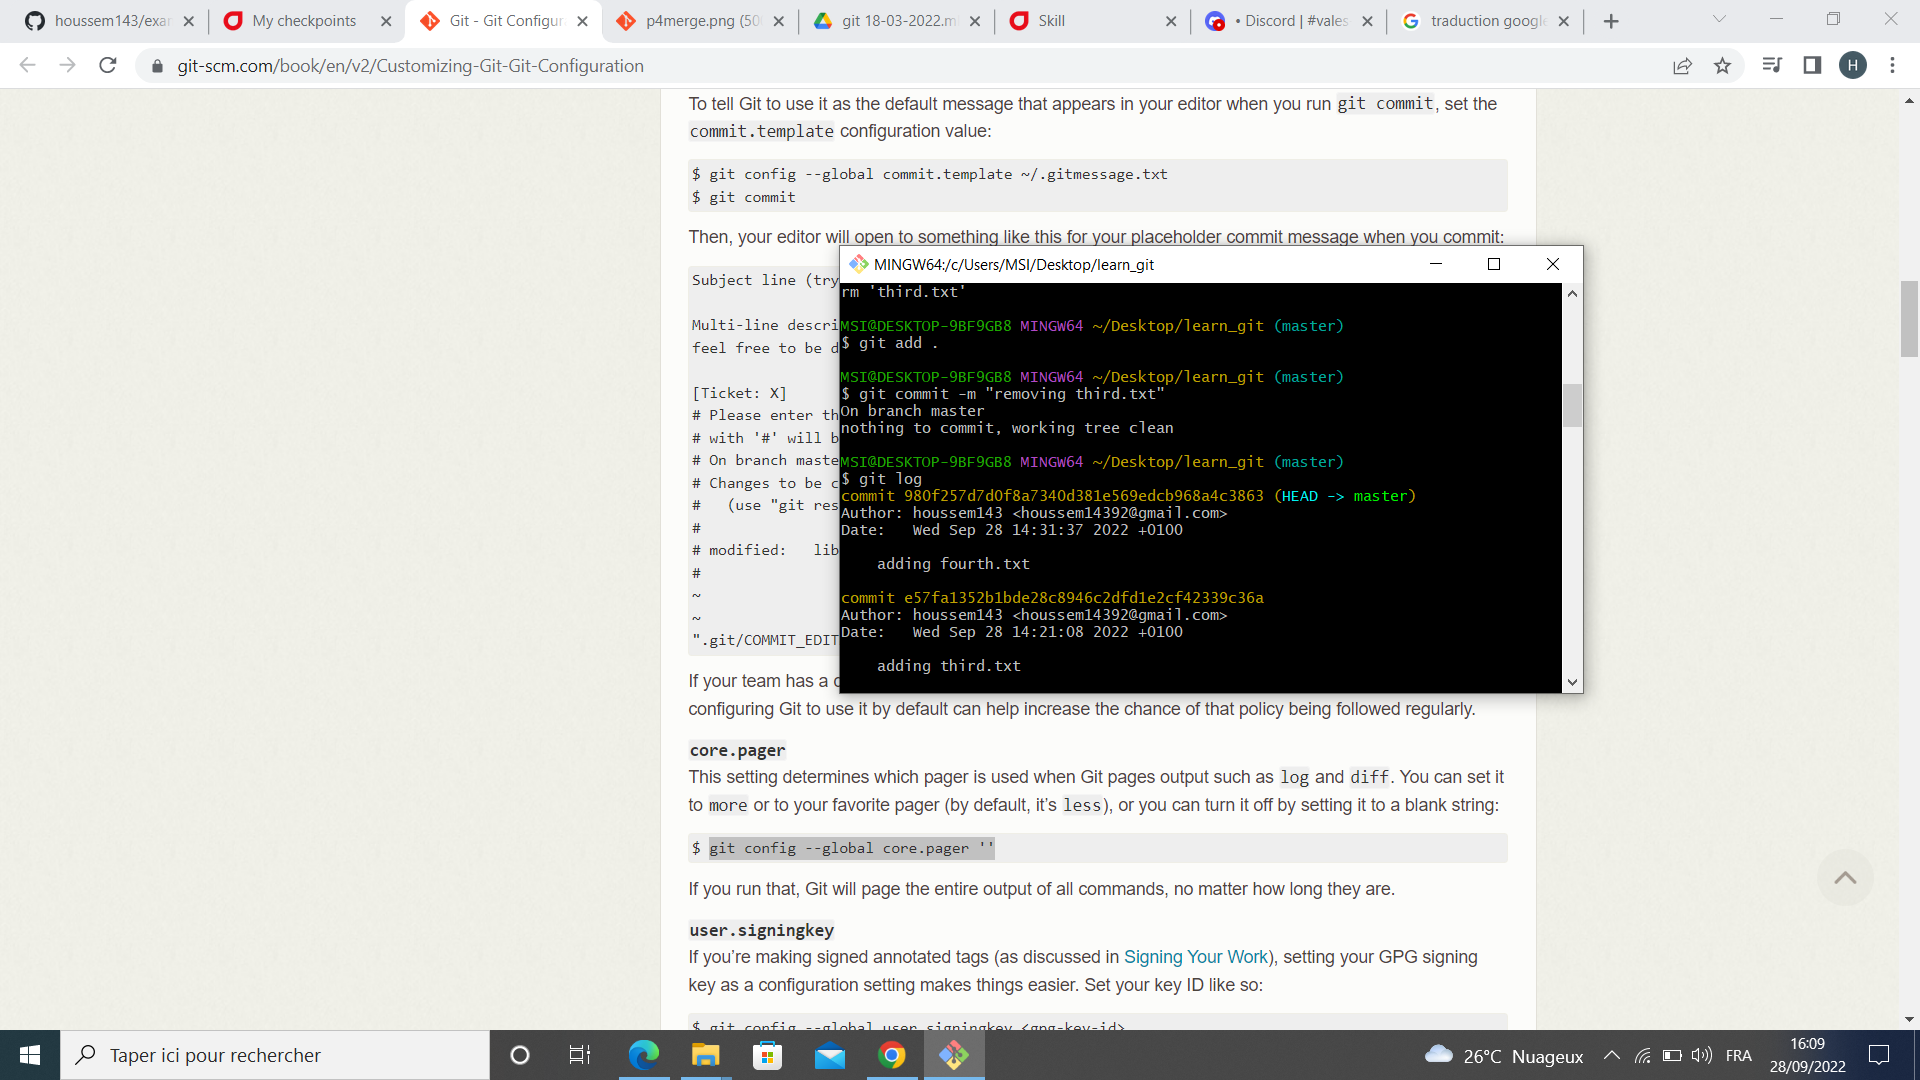 houssem143/exa
My checkpoints
Git - Git Configur
p4merge.png (50
git 18-03-2022.m
Skill
• Discord | #vales
traduction google
git-scm.com/book/en/v2/Customizing-Git-Git-Configuration
H
To tell Git to use it as the default message that appears in your editor when you run git commit, set the
commit.template configuration value:
$ git config --global commit.template ~/.gitmessage.txt
$ git commit
Then, your editor will open to something like this for your placeholder commit message when you commit:
Subject line (try
Multi-line descri
feel free to be d
[Ticket: X]
# Please enter th
# with '#' will b
# On branch maste
# Changes to be c
#   (use "git res
#
# modified:   lib
#
~
~
".git/COMMIT_EDIT
MINGW64:/c/Users/MSI/Desktop/learn_git
rm 'third.txt'
MSI@DESKTOP-9BF9GB8 MINGW64 ~/Desktop/learn_git (master)
$ git add .
MSI@DESKTOP-9BF9GB8 MINGW64 ~/Desktop/learn_git (master)
$ git commit -m "removing third.txt"
On branch master
nothing to commit, working tree clean
MSI@DESKTOP-9BF9GB8 MINGW64 ~/Desktop/learn_git (master)
$ git log
commit 980f257d7d0f8a7340d381e569edcb968a4c3863 (HEAD -> master)
Author: houssem143 <houssem14392@gmail.com>
Date:   Wed Sep 28 14:31:37 2022 +0100
adding fourth.txt
commit e57fa1352b1bde28c8946c2dfd1e2cf42339c36a
Author: houssem143 <houssem14392@gmail.com>
Date:   Wed Sep 28 14:21:08 2022 +0100
adding third.txt
If your team has a c
configuring Git to use it by default can help increase the chance of that policy being followed regularly.
core.pager
This setting determines which pager is used when Git pages output such as log and diff. You can set it
to more or to your favorite pager (by default, it's less), or you can turn it off by setting it to a blank string:
$ git config --global core.pager ''
If you run that, Git will page the entire output of all commands, no matter how long they are.
user.signingkey
If you're making signed annotated tags (as discussed in Signing Your Work), setting your GPG signing
key as a configuration setting makes things easier. Set your key ID like so:
$ git config --global user.signingkey <gpg-key-id>
Taper ici pour rechercher
26°C Nuageux
FRA
16:09
28/09/2022